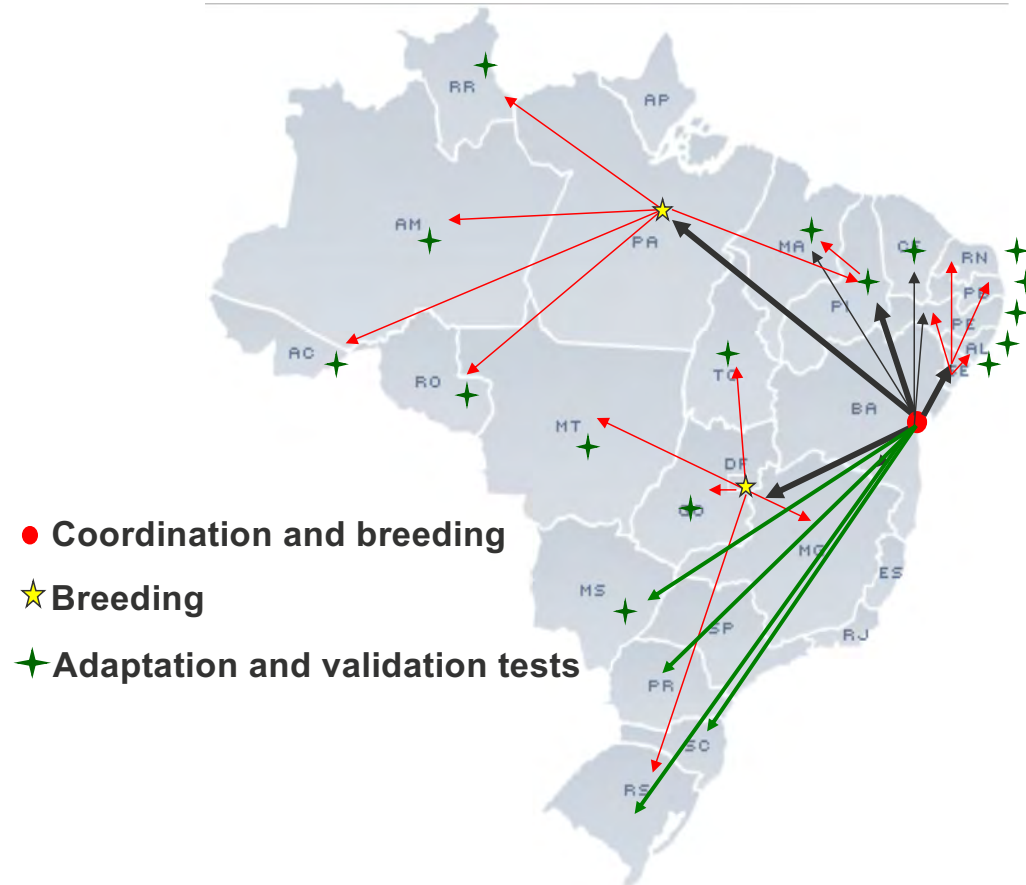 RR
AP
AM
PA
MA
CE
RN
PB
PI
PE
AL
AC
RO
TO
BA
MT
DF
GO
Coordination and breeding
MG
ES
Breeding
MS
SP
RJ
Adaptation and validation tests
PR
SC
RS